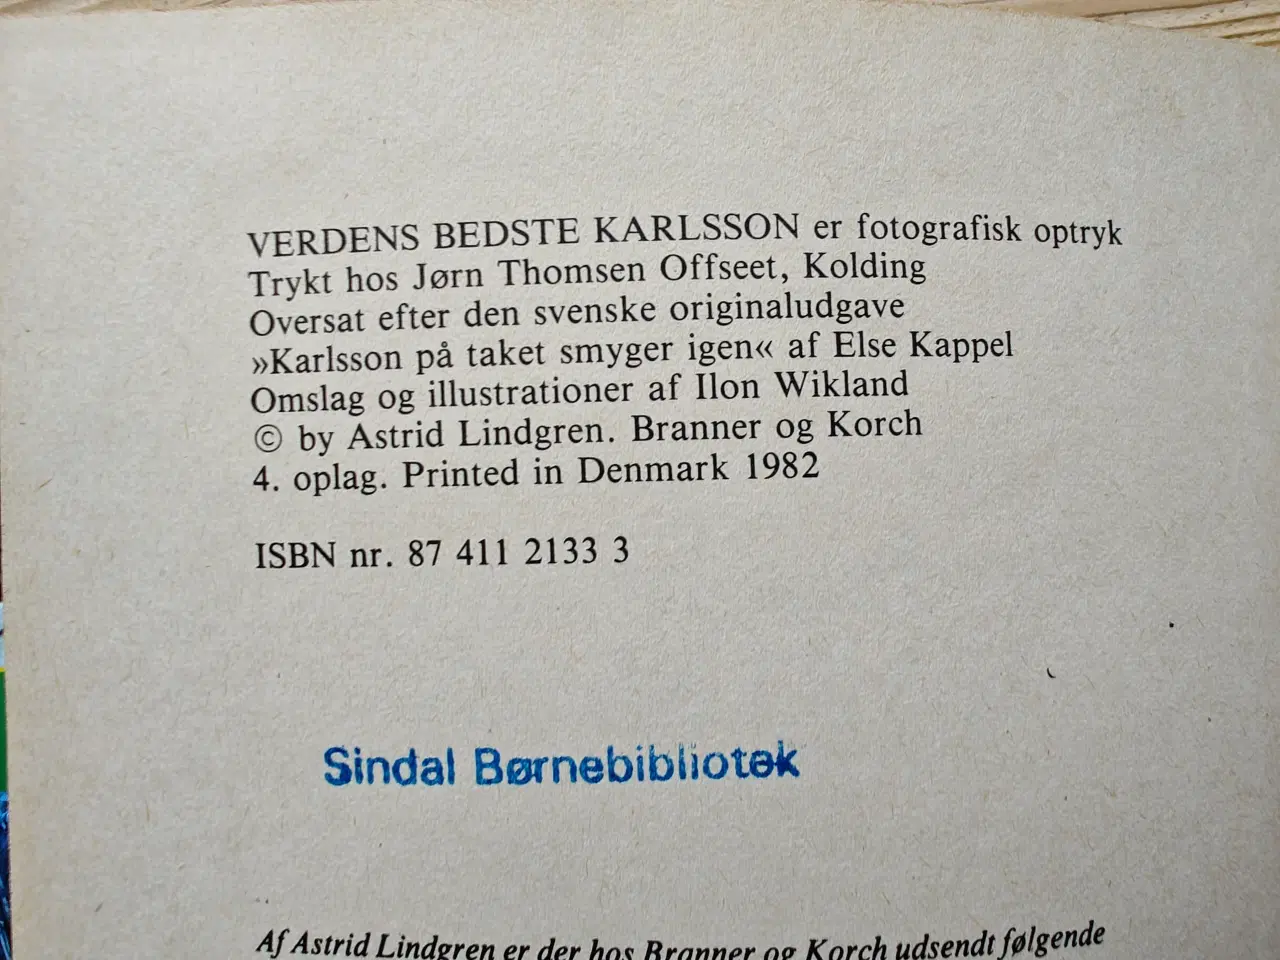 VERDENS BEDSTE KARLSSON er fotografisk optryk
Trykt hos Jørn Thomsen Offseet, Kolding
Oversat efter den svenske originaludgave
»Karlsson på taket smyger igen« af Else Kappel
Omslag og illustrationer af Ilon Wikland
© by Astrid Lindgren. Branner og Korch
4. oplag. Printed in Denmark 1982
ISBN nr. 87 411 2133 3
Sindal Børnebibliotek
Af Astrid Lindgren er der hos Branner og Korch udsendt følgende